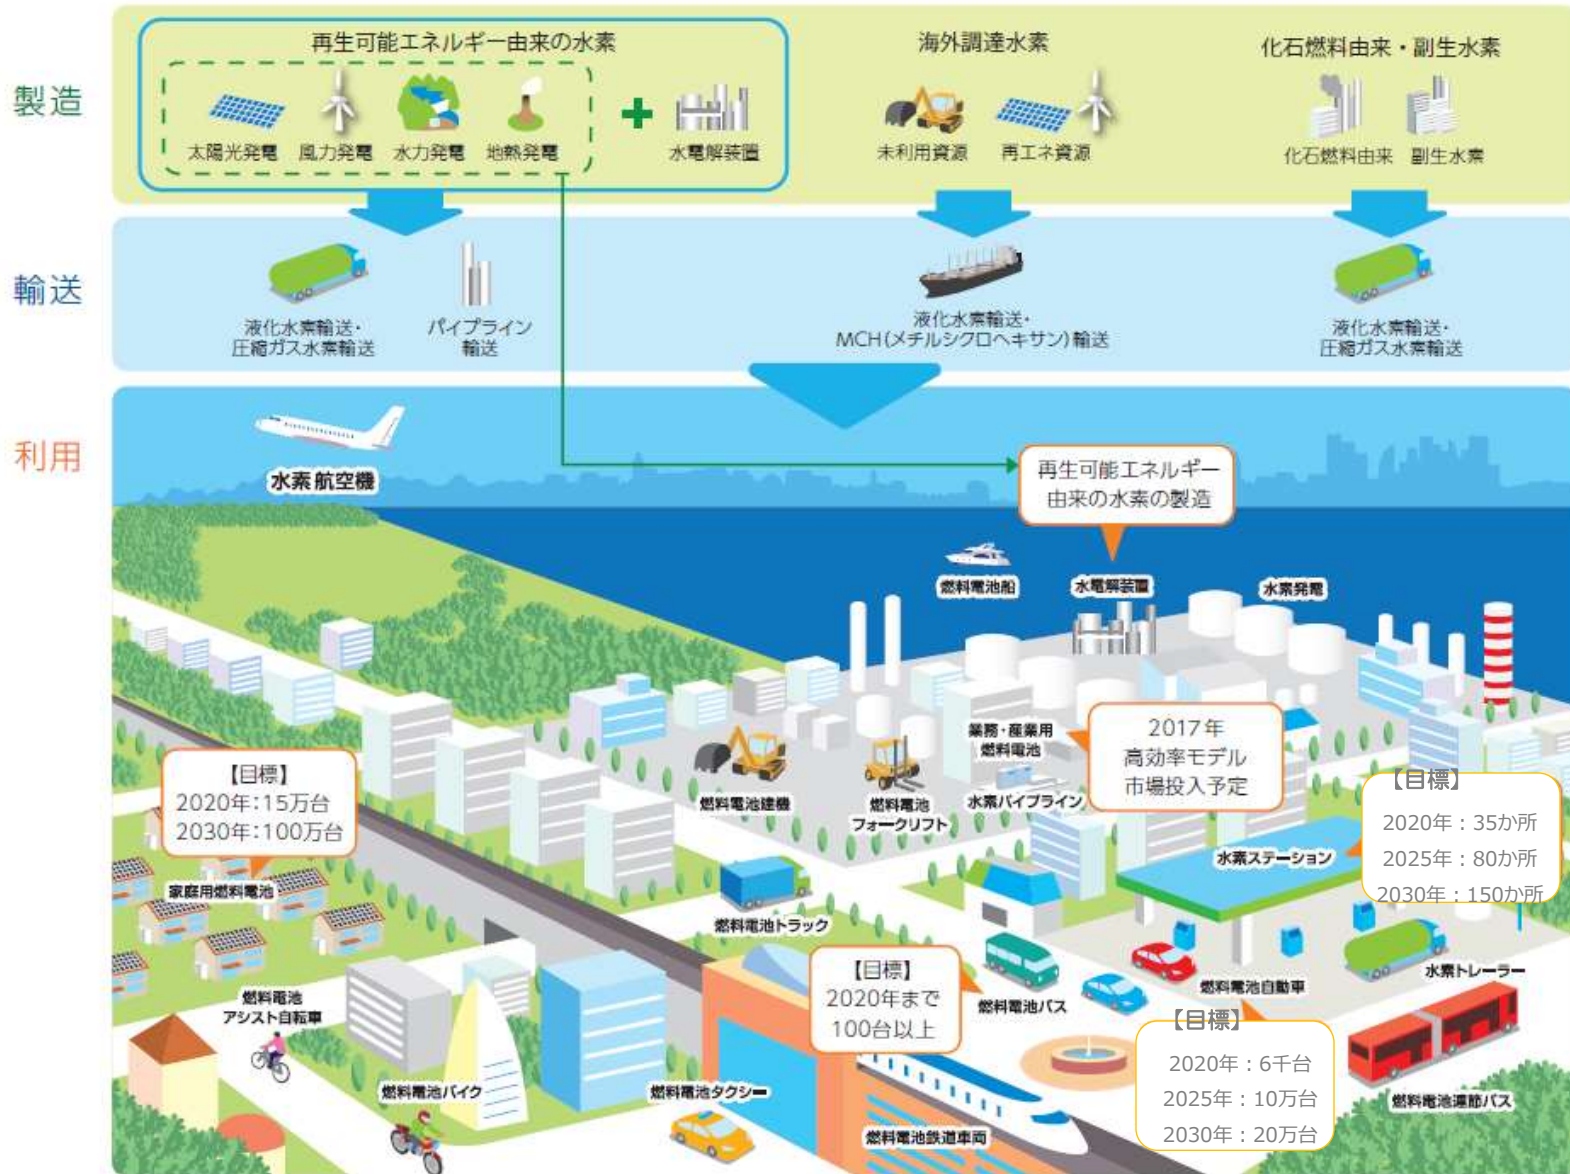 製造
再生可能エネルギー由来の水素
太陽光発電
風力発電
水力発電
地熱発電
水電解装置
海外調達水素
未利用資源
再エネ資源
化石燃料由来・副生水素
化石燃料由来
副生水素
輸送
液化水素輸送・
圧縮ガス水素輸送
パイプライン
輸送
液化水素輸送・
MCH(メチルシクロヘキサン)輸送
液化水素輸送・
圧縮ガス水素輸送
利用
水素航空機
再生可能エネルギー
由来の水素の製造
燃料電池船
水電解装置
水素発電
業務・産業用
燃料電池
2017年
高効率モデル
市場投入予定
【目標】
2020年:15万台
2030年:100万台
家庭用燃料電池
燃料電池建機
燃料電池
フォークリフト
水素パイプライン
【目標】
2020年:35か所
2025年:80か所
2030年:150か所
水素ステーション
燃料電池トラック
【目標】
2020年まで
100台以上
燃料電池バス
燃料電池自動車
水素トレーラー
【目標】
2020年:6千台
2025年:10万台
2030年:20万台
燃料電池
アシスト自転車
燃料電池バイク
燃料電池タクシー
燃料電池鉄道車両
燃料電池連節バス